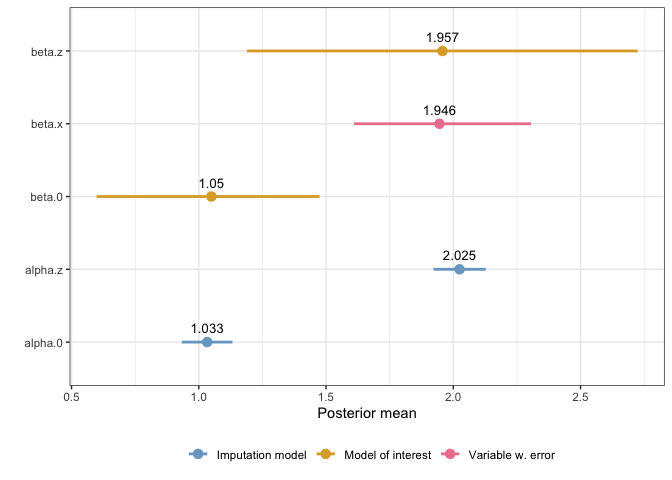 beta.z
1.957
beta.x
1.946
beta.0
1.05
alpha.z
2.025
alpha.0
1.033
0.5 1.0 1.5 2.0 2.5
Posterior mean
Imputation model Model of interest Variable w. error